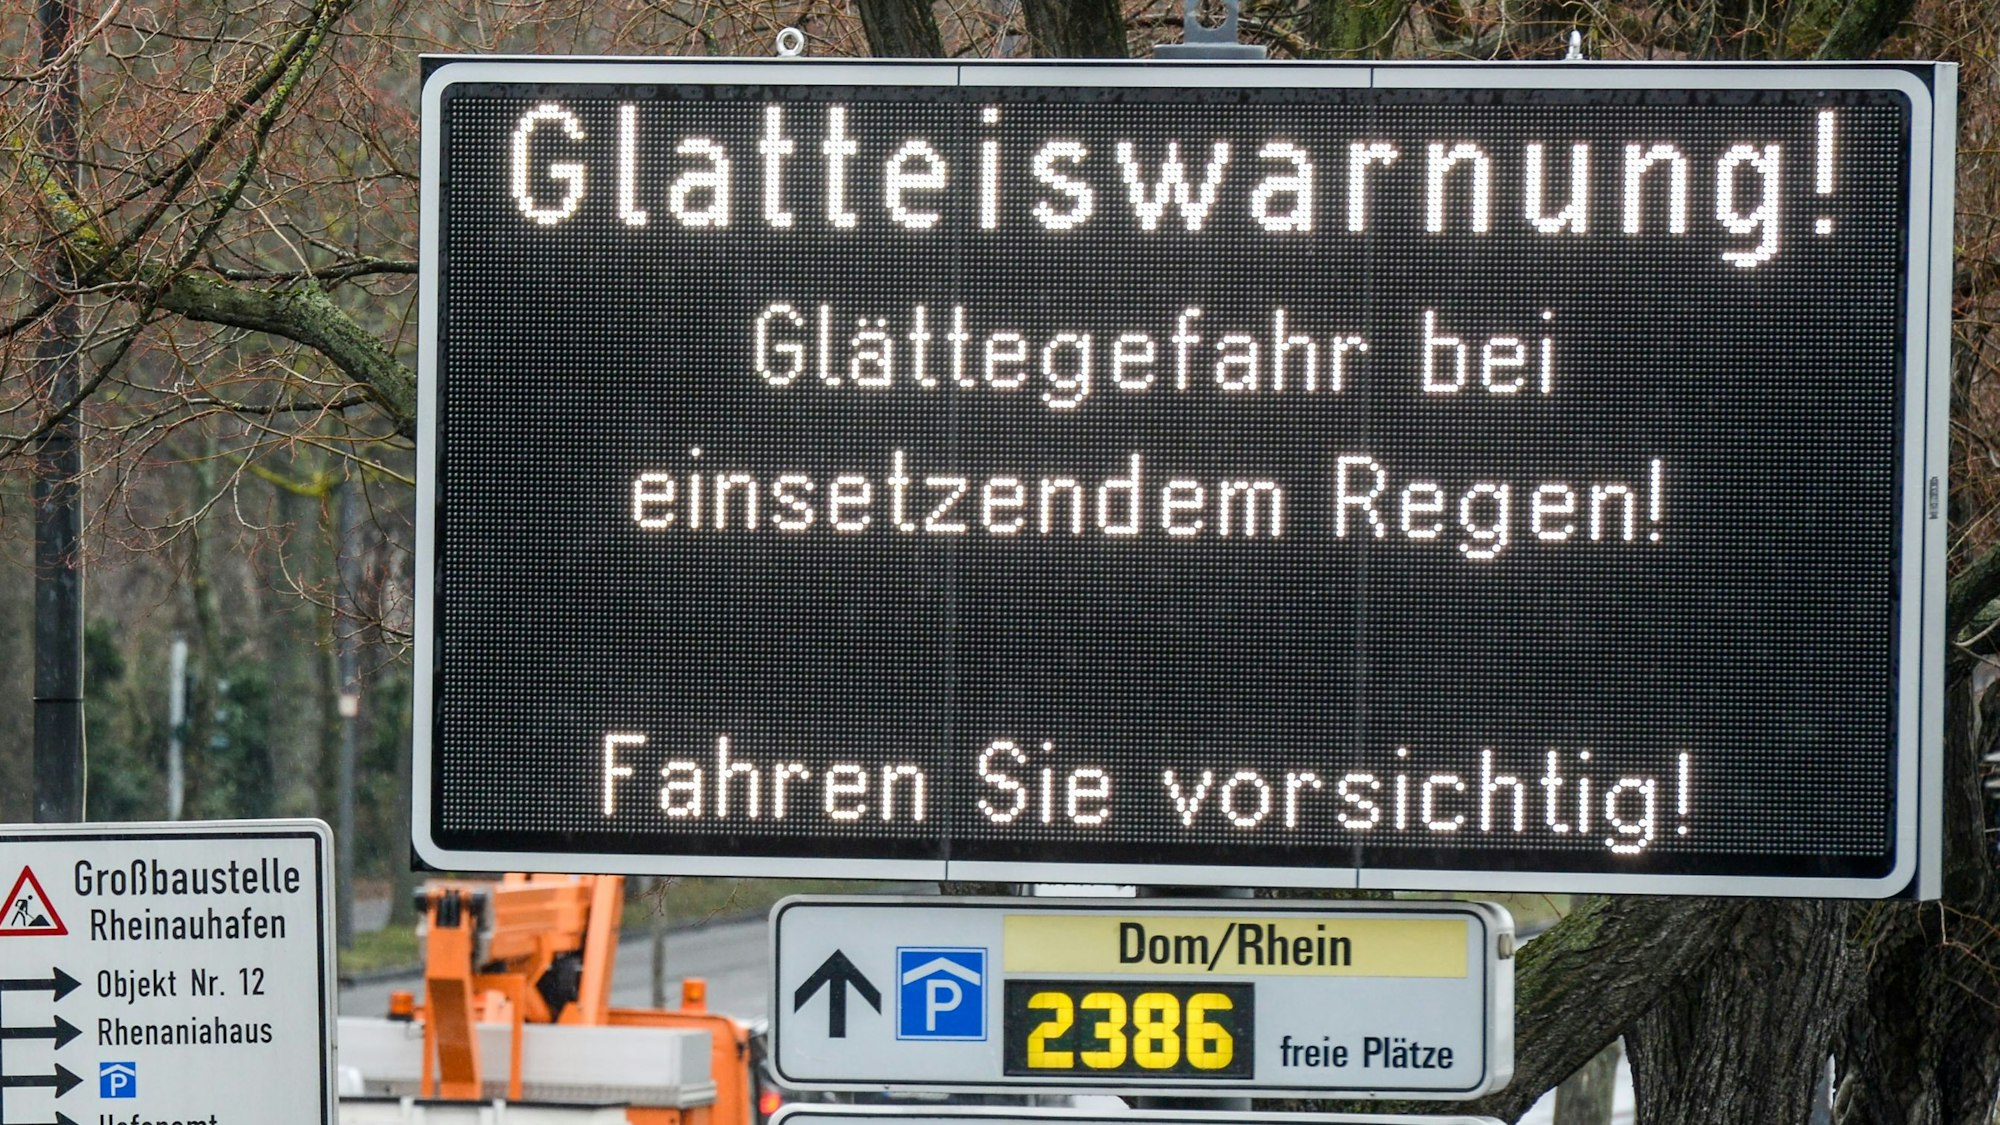 Glatteiswarnung!
Glättegefahr bei
einsetzendem Regen!
Fahren Sie vorsichtig!
Großbaustelle
Rheinauhafen
Objekt Nr. 12
Rhenaniahaus
P
Hafenamt
Dom/Rhein
P
2386
freie Plätze